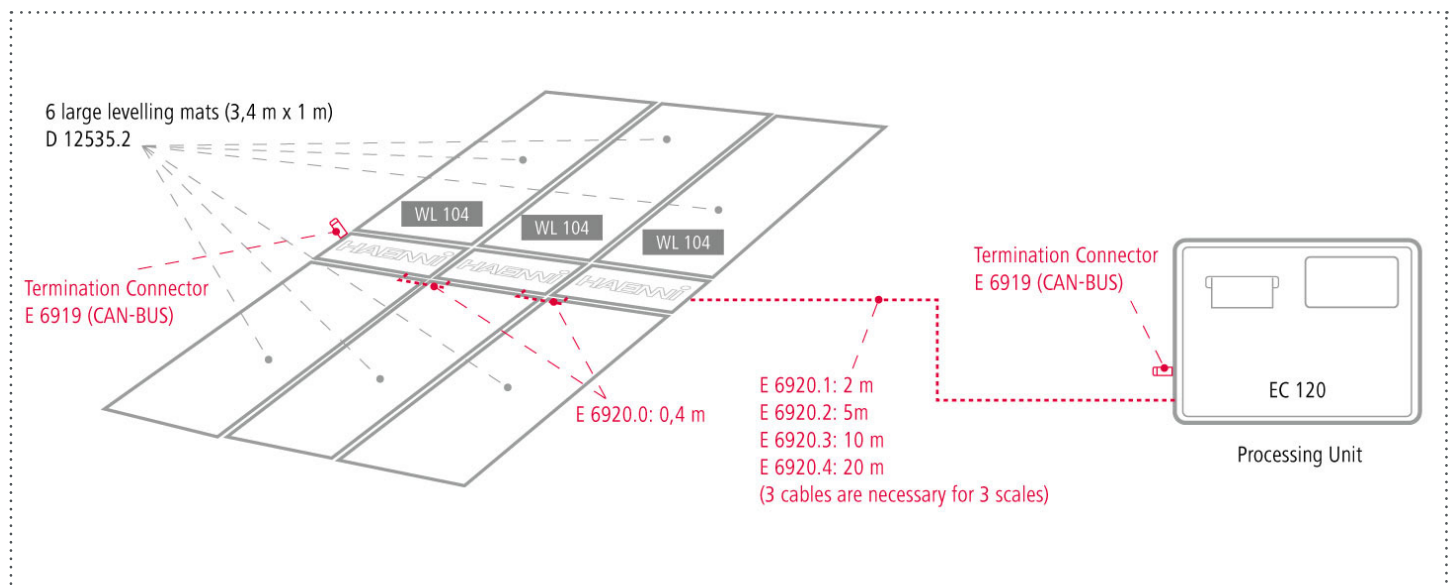 6 large levelling mats (3,4 m x 1 m)
D 12535.2
WL 104
WL 104
WL 104
HAENNI
HAENNI
HAENNI
Termination Connector
E 6919 (CAN-BUS)
E 6920.0: 0,4 m
E 6920.1: 2 m
E 6920.2: 5m
E 6920.3: 10 m
E 6920.4: 20 m
(3 cables are necessary for 3 scales)
Termination Connector
E 6919 (CAN-BUS)
EC 120
Processing Unit